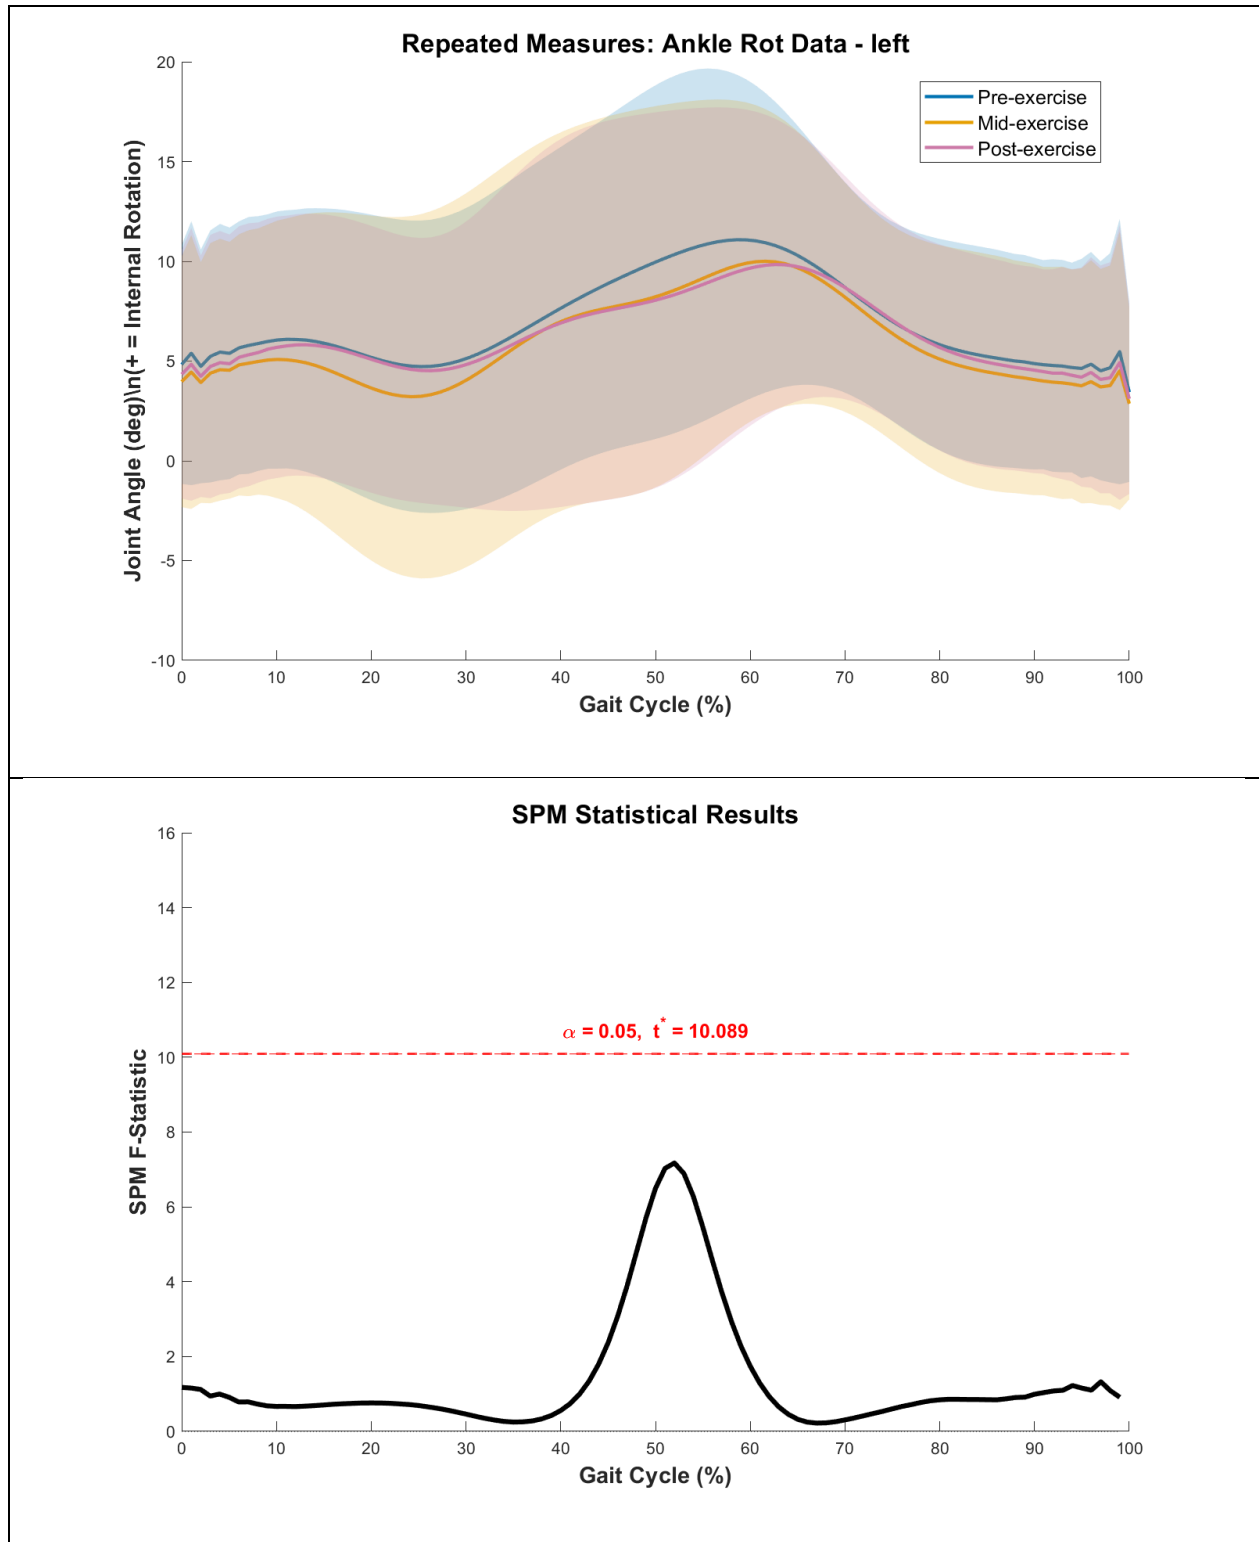 Repeated Measures: Ankle Rot Data - left
Joint Angle (deg)\n(+ = Internal Rotation)
20
15
10
5
0
-5
-10
Pre-exercise
Mid-exercise
Post-exercise
0 10 20 30 40 50 60 70 80 90 100
Gait Cycle (%)
SPM Statistical Results
SPM F-Statistic
16
14
12
10
8
6
4
2
0
α = 0.05, t* = 10.089
0 10 20 30 40 50 60 70 80 90 100
Gait Cycle (%)